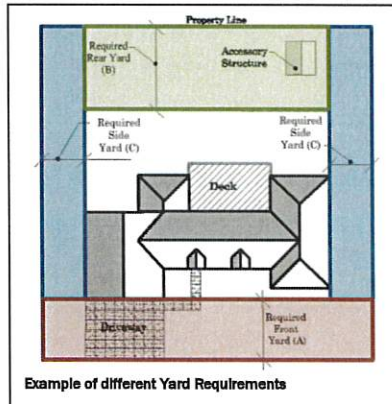 Property Line
Required
Rear Yard
(B)
Accessory
Structure
Required
Side
Yard (C)
Required
Side
Yard (C)
Deck
Driveway
Required
Front
Yard (A)
Example of different Yard Requirements